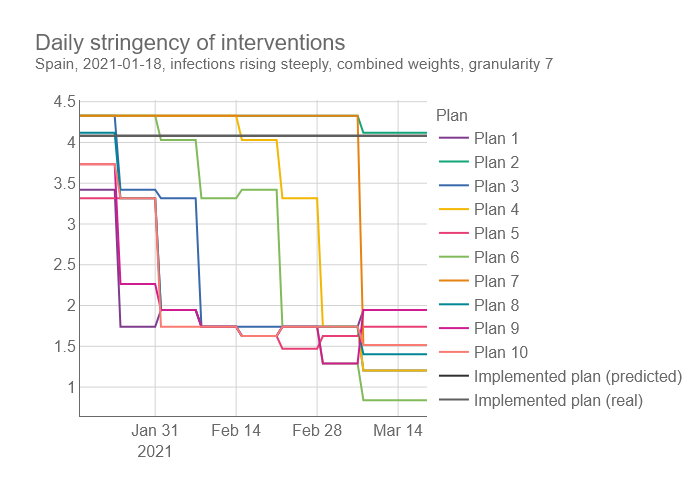 Daily stringency of interventions
Spain, 2021-01-18, infections rising steeply, combined weights, granularity 7
4.5
4
3.5
3
2.5
2
1.5
1
Jan 31
2021
Feb 14
Feb 28
Mar 14
Plan
Plan 1
Plan 2
Plan 3
Plan 4
Plan 5
Plan 6
Plan 7
Plan 8
Plan 9
Plan 10
Implemented plan (predicted)
Implemented plan (real)